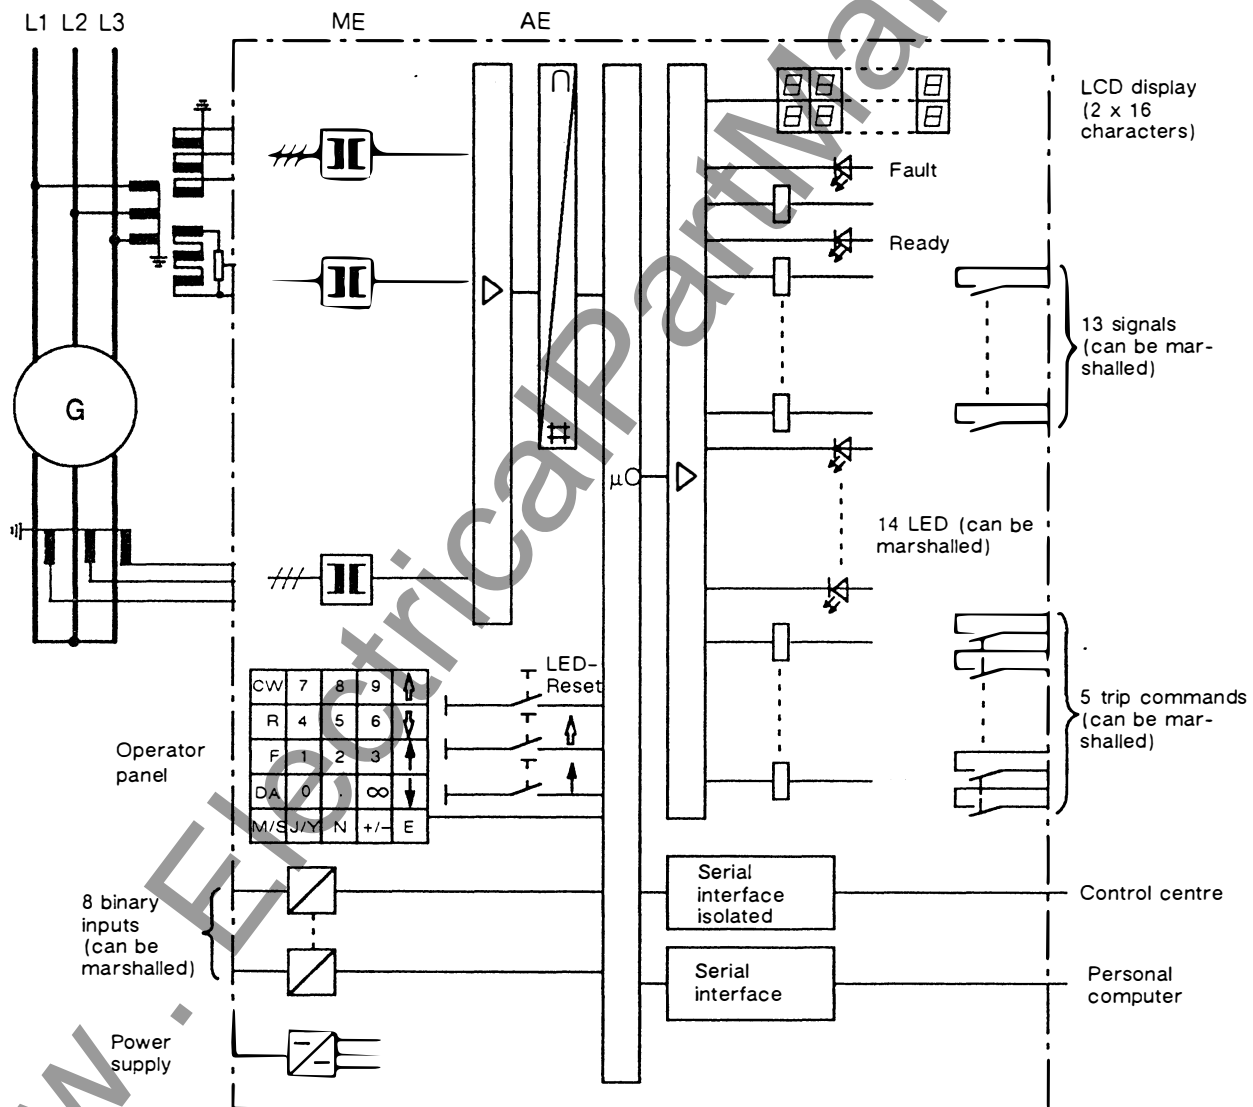 L1 L2 L3
ME
AE
LCD display
(2 x 16
characters)
Fault
Ready
13 signals
(can be mar-
shalled)
G
μC
14 LED (can be
marshalled)
LED-
Reset
CW 7 8 9
R 4 5 6
F 1 2 3
DA 0 . ∞
M/S J/Y N +/- E
Operator
panel
5 trip commands
(can be mar-
shalled)
8 binary
inputs
(can be
marshalled)
Serial
interface
isolated
Control centre
Serial
interface
Personal
computer
Power
supply
w.ElectricalPartMa